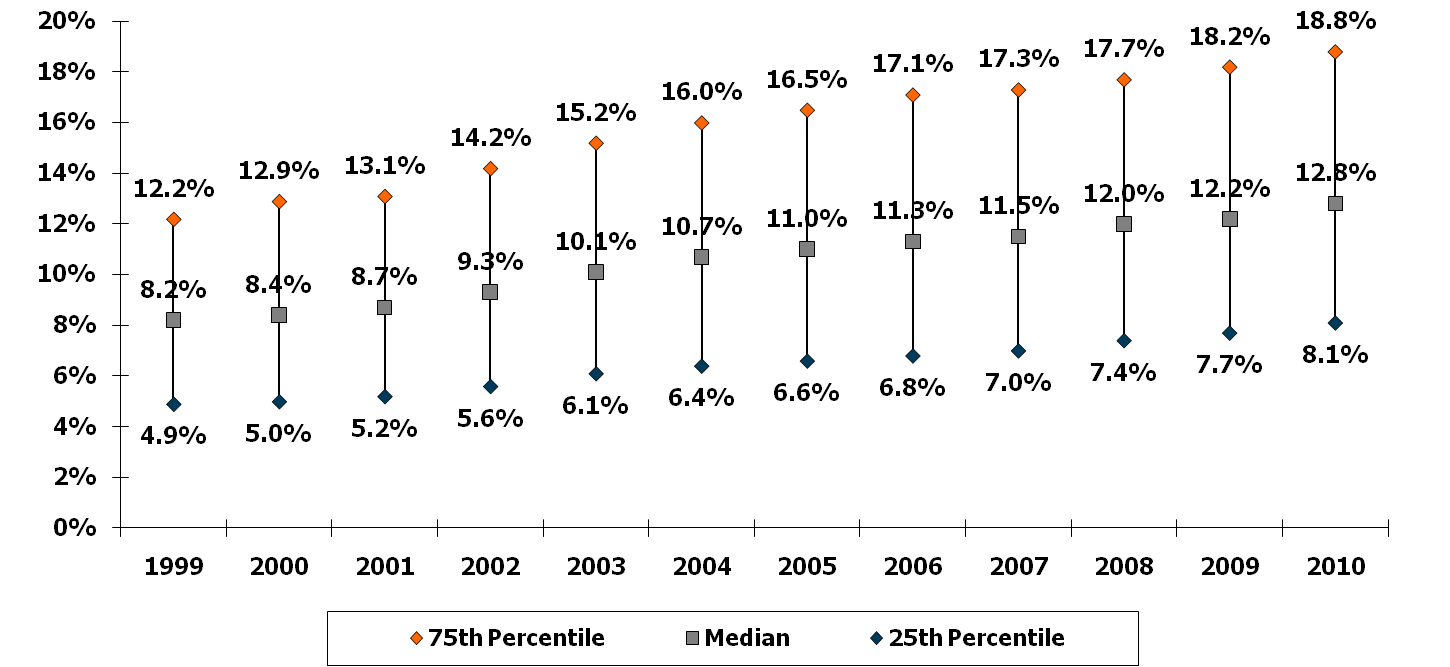 20%
18%
16%
14%
12%
10%
8%
6%
4%
2%
0%
12.2% 12.9% 13.1% 14.2% 15.2% 16.0% 16.5% 17.1% 17.3% 17.7% 18.2% 18.8%
8.2% 8.4% 8.7% 9.3% 10.1% 10.7% 11.0% 11.3% 11.5% 12.0% 12.2% 12.8%
4.9% 5.0% 5.2% 5.6% 6.1% 6.4% 6.6% 6.8% 7.0% 7.4% 7.7% 8.1%
1999 2000 2001 2002 2003 2004 2005 2006 2007 2008 2009 2010
75th Percentile Median 25th Percentile